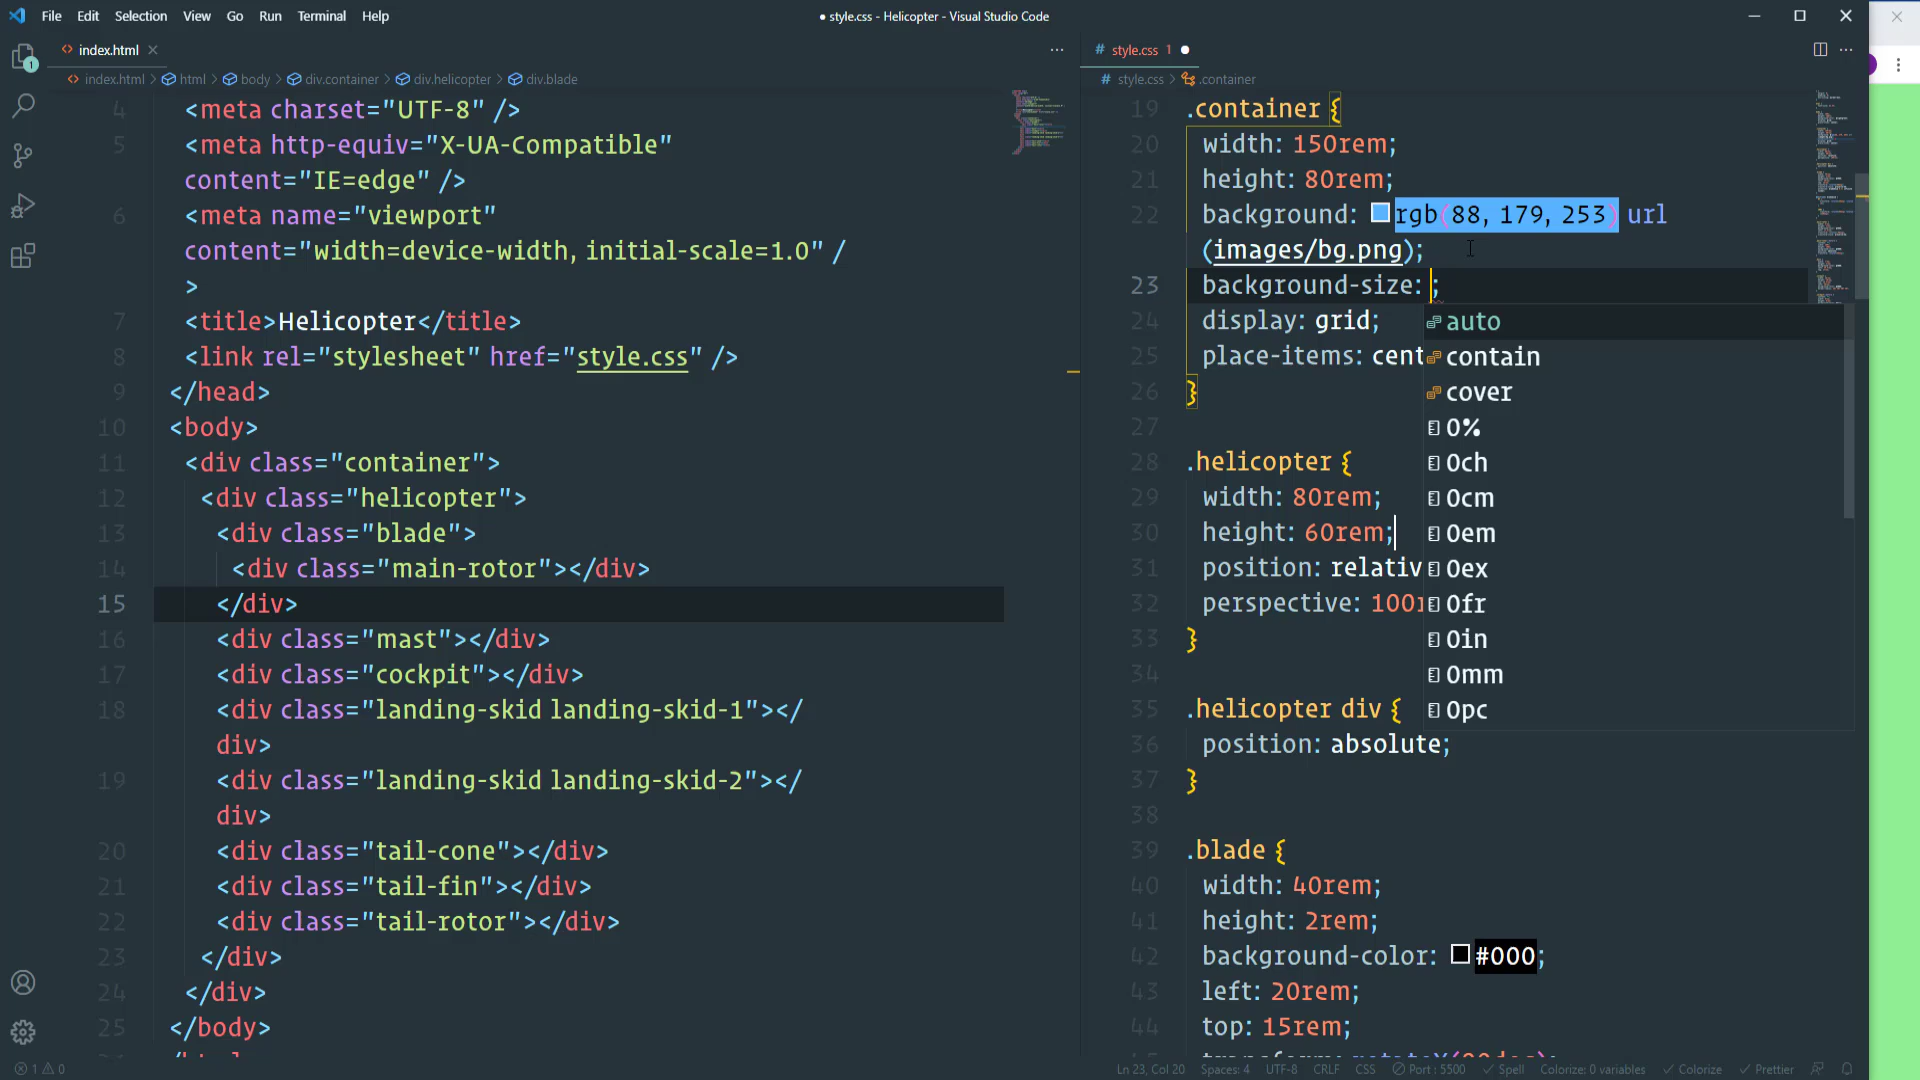 File Edit Selection View Go Run Terminal Help
● style.css - Helicopter - Visual Studio Code
index.html
index.html > html > body > div.container > div.helicopter > div.blade
4 <meta charset="UTF-8" />
5 <meta http-equiv="X-UA-Compatible"
content="IE=edge" />
6 <meta name="viewport"
content="width=device-width, initial-scale=1.0" /
>
7 <title>Helicopter</title>
8 <link rel="stylesheet" href="style.css" />
9 </head>
10 <body>
11 <div class="container">
12 <div class="helicopter">
13 <div class="blade">
14 <div class="main-rotor"></div>
15 </div>
16 <div class="mast"></div>
17 <div class="cockpit"></div>
18 <div class="landing-skid landing-skid-1"></
div>
19 <div class="landing-skid landing-skid-2"></
div>
20 <div class="tail-cone"></div>
21 <div class="tail-fin"></div>
22 <div class="tail-rotor"></div>
23 </div>
24 </div>
25 </body>
# style.css 1 ●
# style.css > .container
19 .container {
20 width: 150rem;
21 height: 80rem;
22 background: rgb(88, 179, 253) url
(images/bg.png);
23 background-size: ;
24 display: grid;
25 place-items: cent
26 }
27
28 .helicopter {
29 width: 80rem;
30 height: 60rem;
31 position: relativ
32 perspective: 100r
33 }
34
35 .helicopter div {
36 position: absolute;
37 }
38
39 .blade {
40 width: 40rem;
41 height: 2rem;
42 background-color: #000;
43 left: 20rem;
44 top: 15rem;
auto
contain
cover
0%
0ch
0cm
0em
0ex
0fr
0in
0mm
0pc
1 0
Ln 23, Col 20 Spaces: 4 UTF-8 CRLF CSS Port : 5500 Spell Colorize: 0 variables Colorize Prettier